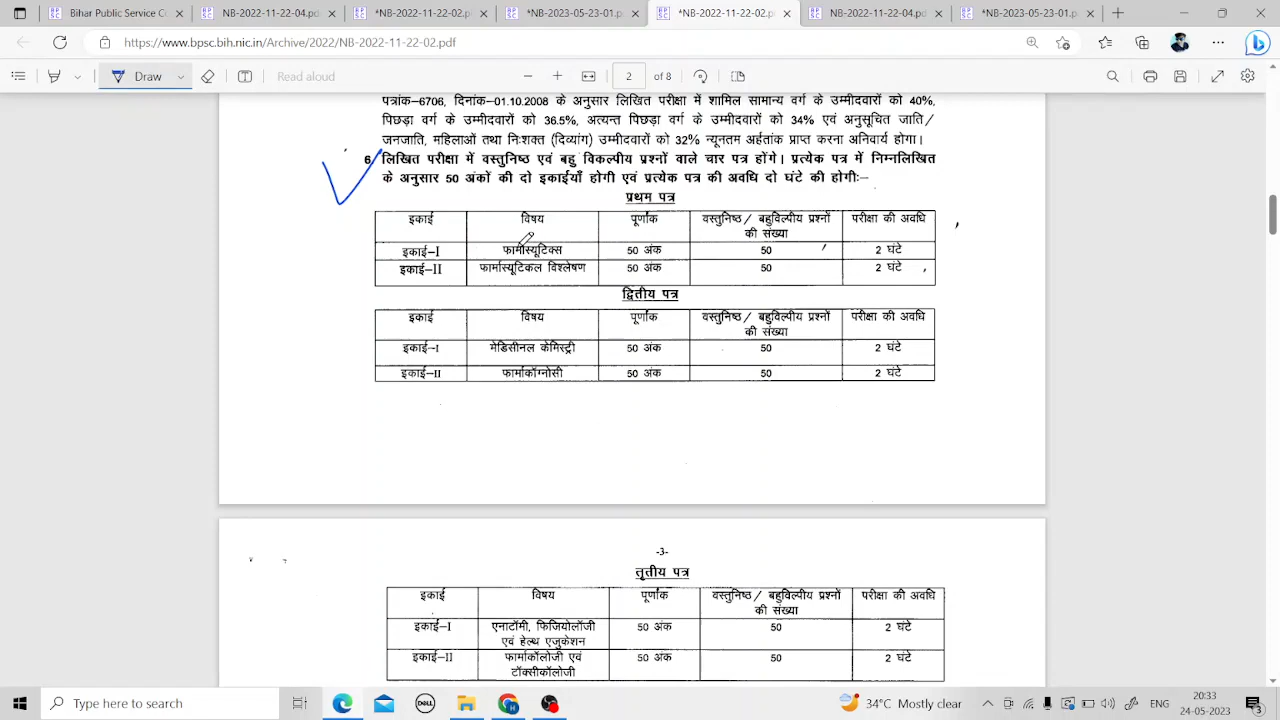 Bihar Public Service Co
*NB-2022-11-22-04.p
*NB-2022-11-22-02.p
*NB-2023-05-23-01.p
*NB-2022-11-22-02.p
NB-2022-11-22-04.pd
*NB-2023-05-23-01.p
https://www.bpsc.bih.nic.in/Archive/2022/NB-2022-11-22-02.pdf
Draw
Read aloud
2 of 8
पत्रांक-6706, दिनांक-01.10.2008 के अनुसार लिखित परीक्षा में शामिल सामान्य वर्ग के उम्मीदवारों को 40%,
पिछड़ा वर्ग के उम्मीदवारों को 36.5%, अत्यन्त पिछड़ा वर्ग के उम्मीदवारों को 34% एवं अनुसूचित जाति/
जनजाति, महिलाओं तथा निःशक्त (दिव्यांग) उम्मीदवारों को 32% न्यूनतम अर्हतांक प्राप्त करना अनिवार्य होगा।
6. लिखित परीक्षा में वस्तुनिष्ठ एवं बहु विकल्पीय प्रश्नों वाले चार पत्र होंगे। प्रत्येक पत्र में निम्नलिखित
के अनुसार 50 अंकों की दो इकाईयाँ होगी एवं प्रत्येक पत्र की अवधि दो घंटे की होगीः–
प्रथम पत्र
इकाई विषय पूर्णांक वस्तुनिष्ठ/ बहुविल्पीय प्रश्नों की संख्या परीक्षा की अवधि
इकाई-I फार्मास्यूटिक्स 50 अंक 50 2 घंटे
इकाई-II फार्मास्यूटिकल विश्लेषण 50 अंक 50 2 घंटे
द्वितीय पत्र
इकाई विषय पूर्णांक वस्तुनिष्ठ/ बहुविल्पीय प्रश्नों की संख्या परीक्षा की अवधि
इकाई-I मेडिसीनल केमिस्ट्री 50 अंक 50 2 घंटे
इकाई-II फार्माकॉग्नोसी 50 अंक 50 2 घंटे
-3-
तृतीय पत्र
इकाई विषय पूर्णांक वस्तुनिष्ठ/ बहुविल्पीय प्रश्नों की संख्या परीक्षा की अवधि
इकाई-I एनाटॉमी, फिजियोलॉजी एवं हेल्थ एजुकेशन 50 अंक 50 2 घंटे
इकाई-II फार्माकॉलोजी एवं टॉक्सीकॉलोजी 50 अंक 50 2 घंटे
Type here to search
DELL
34°C Mostly clear
ENG
20:33
24-05-2023
3